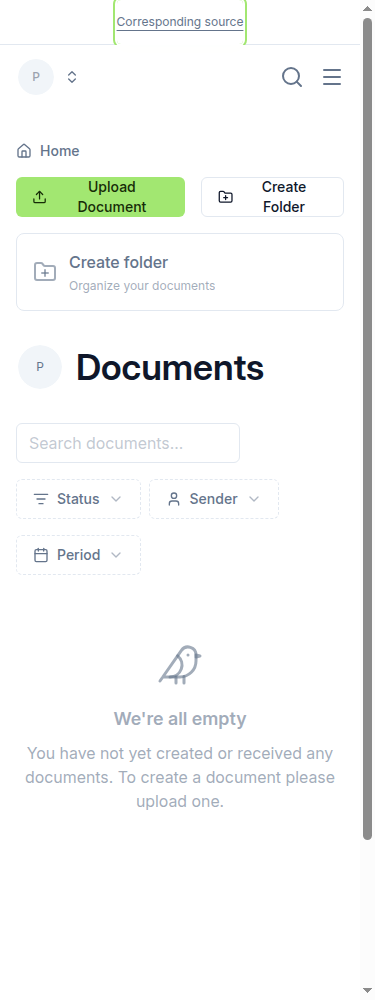 Corresponding source
P
Home
Upload
Document
Create
Folder
Create folder
Organize your documents
P
Documents
Search documents...
Status
Sender
Period
We're all empty
You have not yet created or received any
documents. To create a document please
upload one.